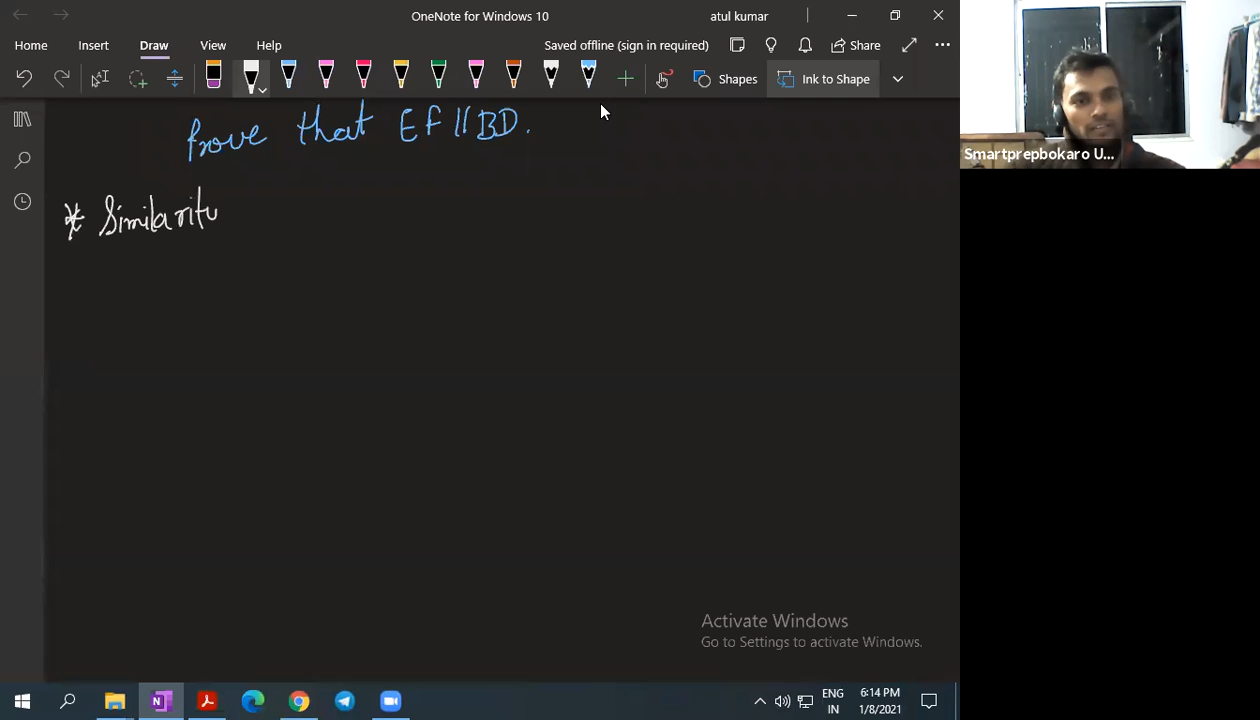 OneNote for Windows 10
atul kumar
Home Insert Draw View Help
Saved offline (sign in required)
Share
Shapes
Ink to Shape
Prove that EF || BD.
Smartprepbokaro U...
* Similarity
Activate Windows
Go to Settings to activate Windows.
ENG
IN
6:14 PM
1/8/2021